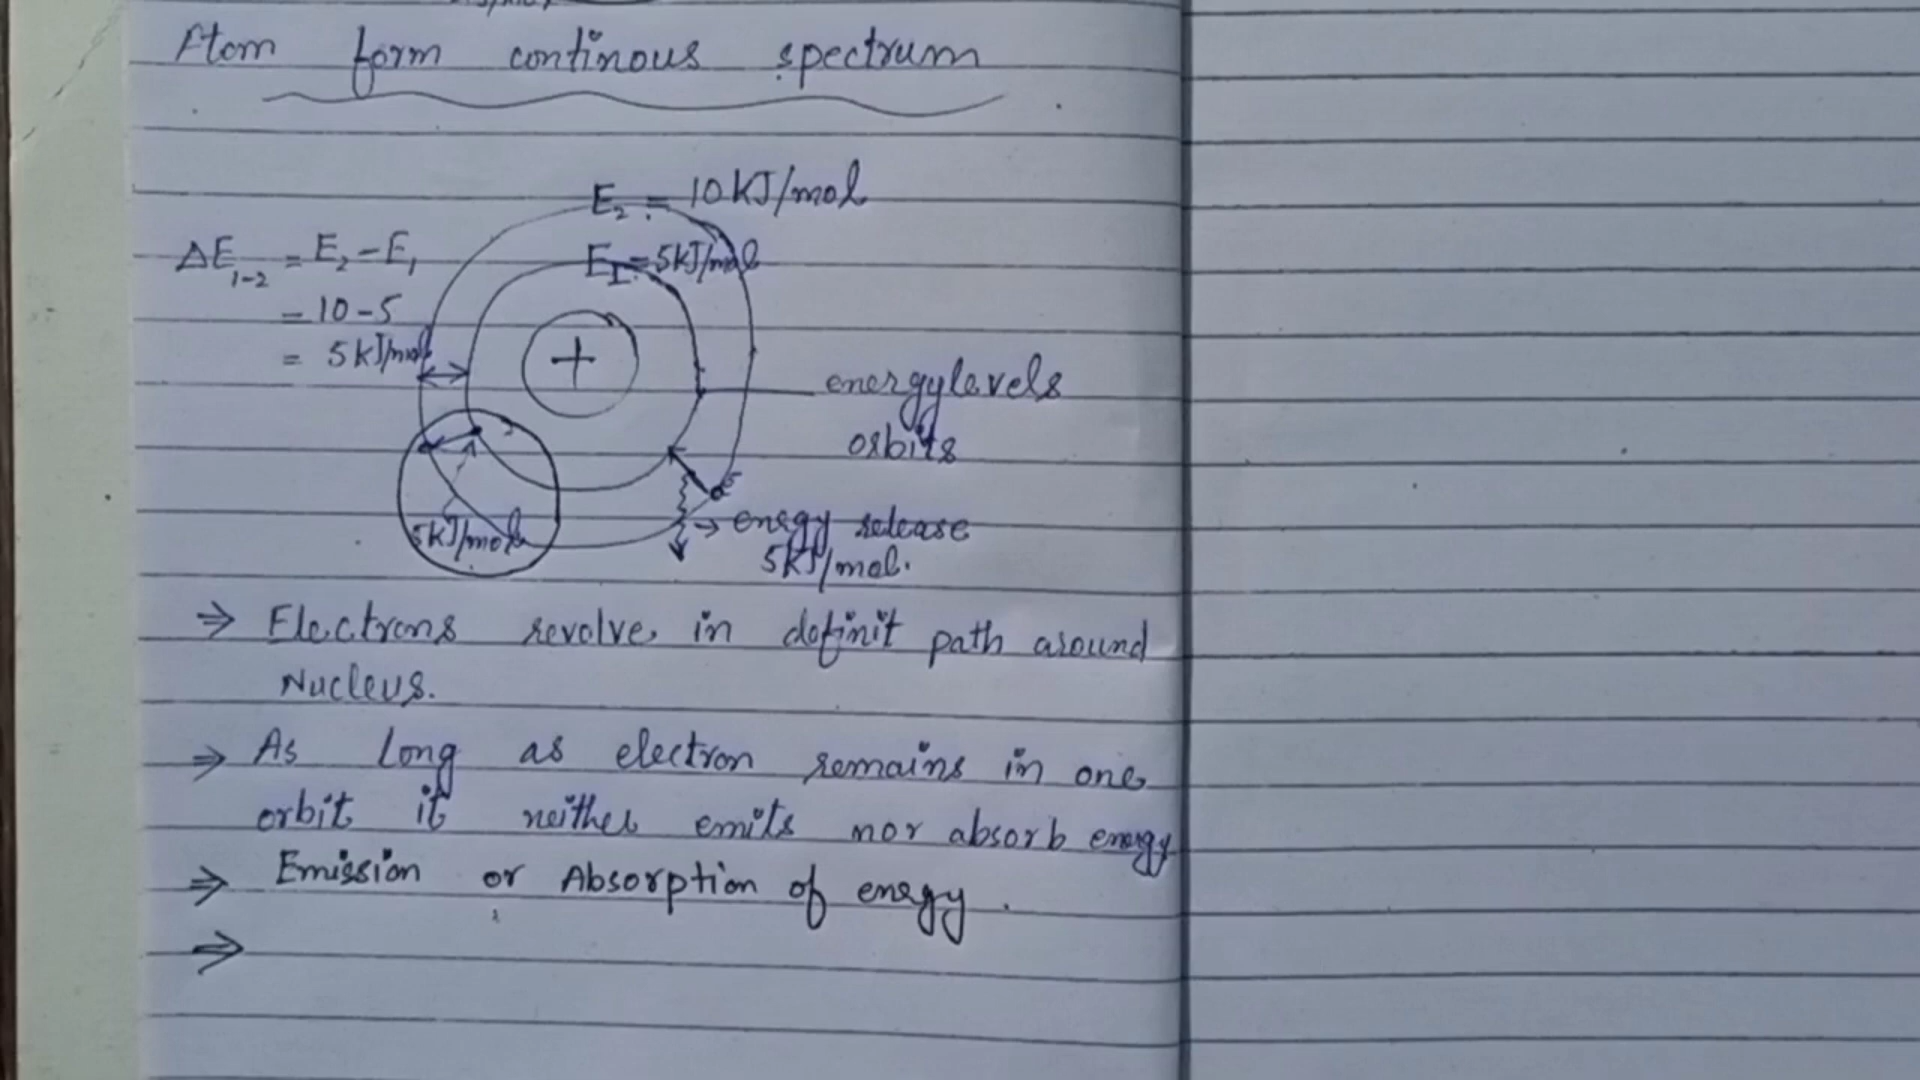 Atom form continous spectrum
E₂ = 10KJ/mol
ΔE₁₋₂ = E₂ - E₁
E₁ = 5kJ/mol
= 10 - 5
= 5kJ/mol
+
energy levels
orbits
5kJ/mol
→ energy release
5kJ/mol.
⇒ Electrons revolve in definit path around
Nucleus.
⇒ As Long as electron remains in one
orbit it neither emits nor absorb energy
⇒ Emission or Absorption of energy.
⇒